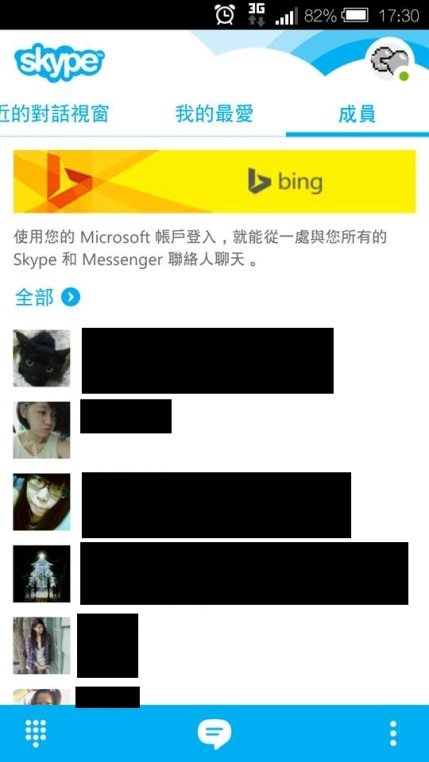 3G 82% 17:30
skype
近的對話視窗 我的最愛 成員
bing
使用您的 Microsoft 帳戶登入，就能從一處與您所有的
Skype 和 Messenger 聯絡人聊天。
全部